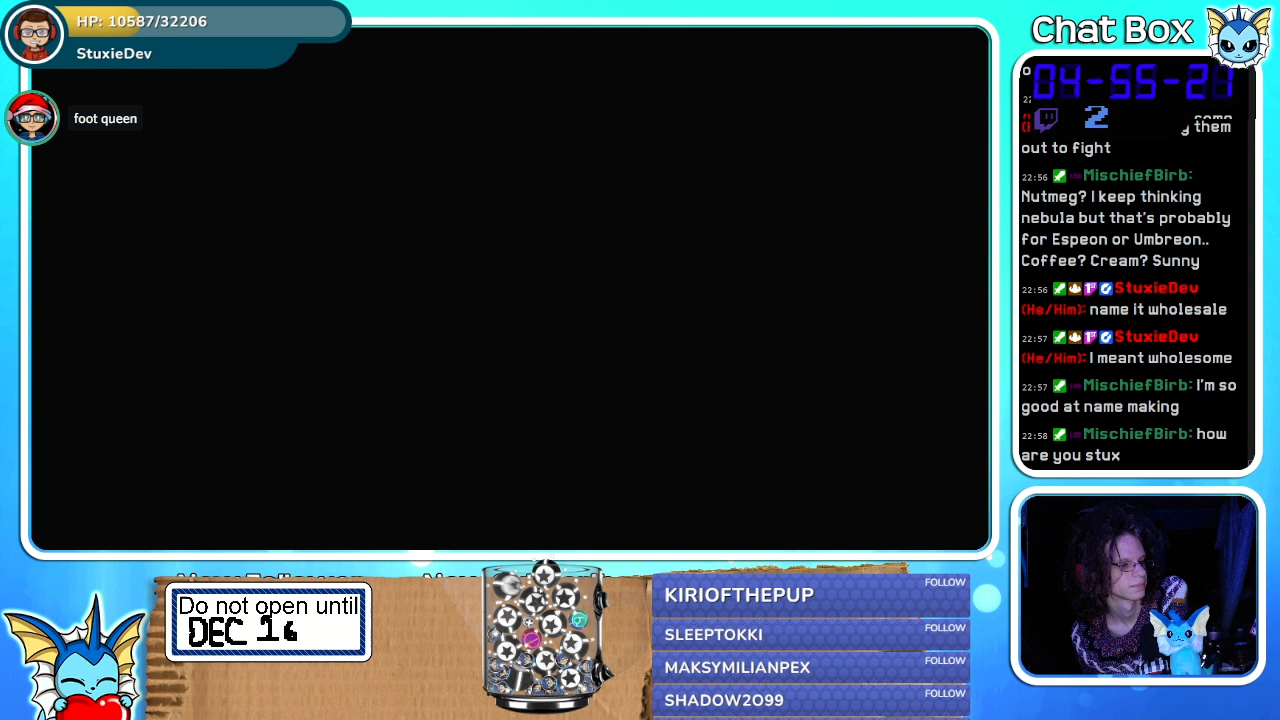 HP: 10587/32206
StuxieDev
foot queen
Chat Box
04-55-27
2
them
out to fight
22:56 MischiefBirb:
Nutmeg? I keep thinking
nebula but that's probably
for Espeon or Umbreon..
Coffee? Cream? Sunny
22:56 StuxieDev
(He/Him): name it wholesale
22:57 StuxieDev
(He/Him): I meant wholesome
22:57 MischiefBirb: I'm so
good at name making
22:58 MischiefBirb: how
are you stux
Do not open until
DEC 16
KIRIOFTHEPUP
FOLLOW
SLEEPTOKKI
FOLLOW
MAKSYMILIANPEX
FOLLOW
SHADOW2099
FOLLOW